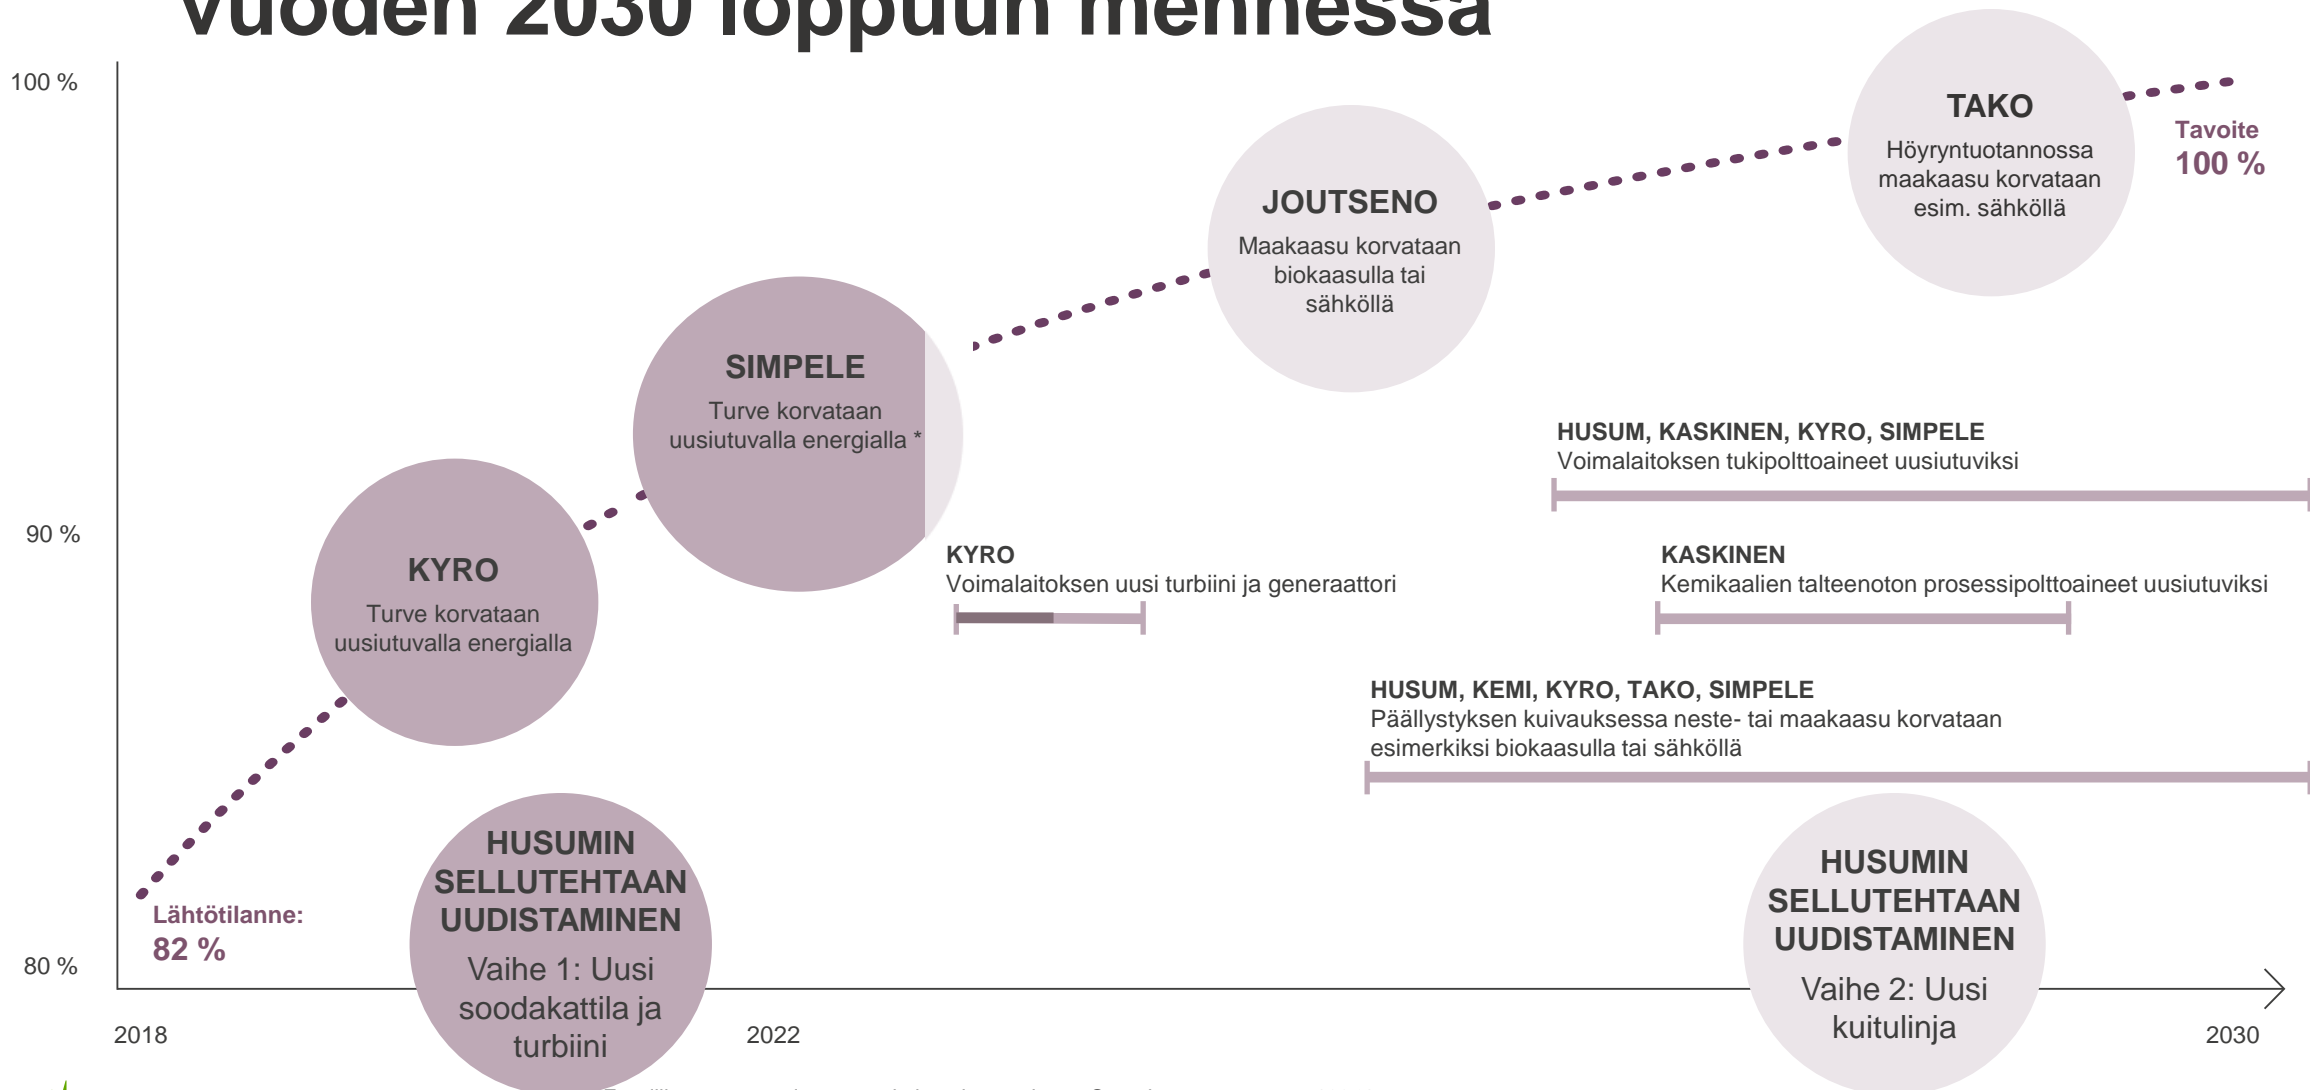 vuoden 2030 loppuun mennessä
100 %
90 %
80 %
TAKO
Höyryntuotannossa
maakaasu korvataan
esim. sähköllä
Tavoite
100 %
JOUTSENO
Maakaasu korvataan
biokaasulla tai
sähköllä
SIMPELE
Turve korvataan
uusiutuvalla energialla *
KYRO
Turve korvataan
uusiutuvalla energialla
HUSUM, KASKINEN, KYRO, SIMPELE
Voimalaitoksen tukipolttoaineet uusiutuviksi
KYRO
Voimalaitoksen uusi turbiini ja generaattori
KASKINEN
Kemikaalien talteenoton prosessipolttoaineet uusiutuviksi
HUSUM, KEMI, KYRO, TAKO, SIMPELE
Päällystyksen kuivauksessa neste- tai maakaasu korvataan
esimerkiksi biokaasulla tai sähköllä
Lähtötilanne:
82 %
HUSUMIN
SELLUTEHTAAN
UUDISTAMINEN
Vaihe 1: Uusi
soodakattila ja
turbiini
HUSUMIN
SELLUTEHTAAN
UUDISTAMINEN
Vaihe 2: Uusi
kuitulinja
2018
2022
2030